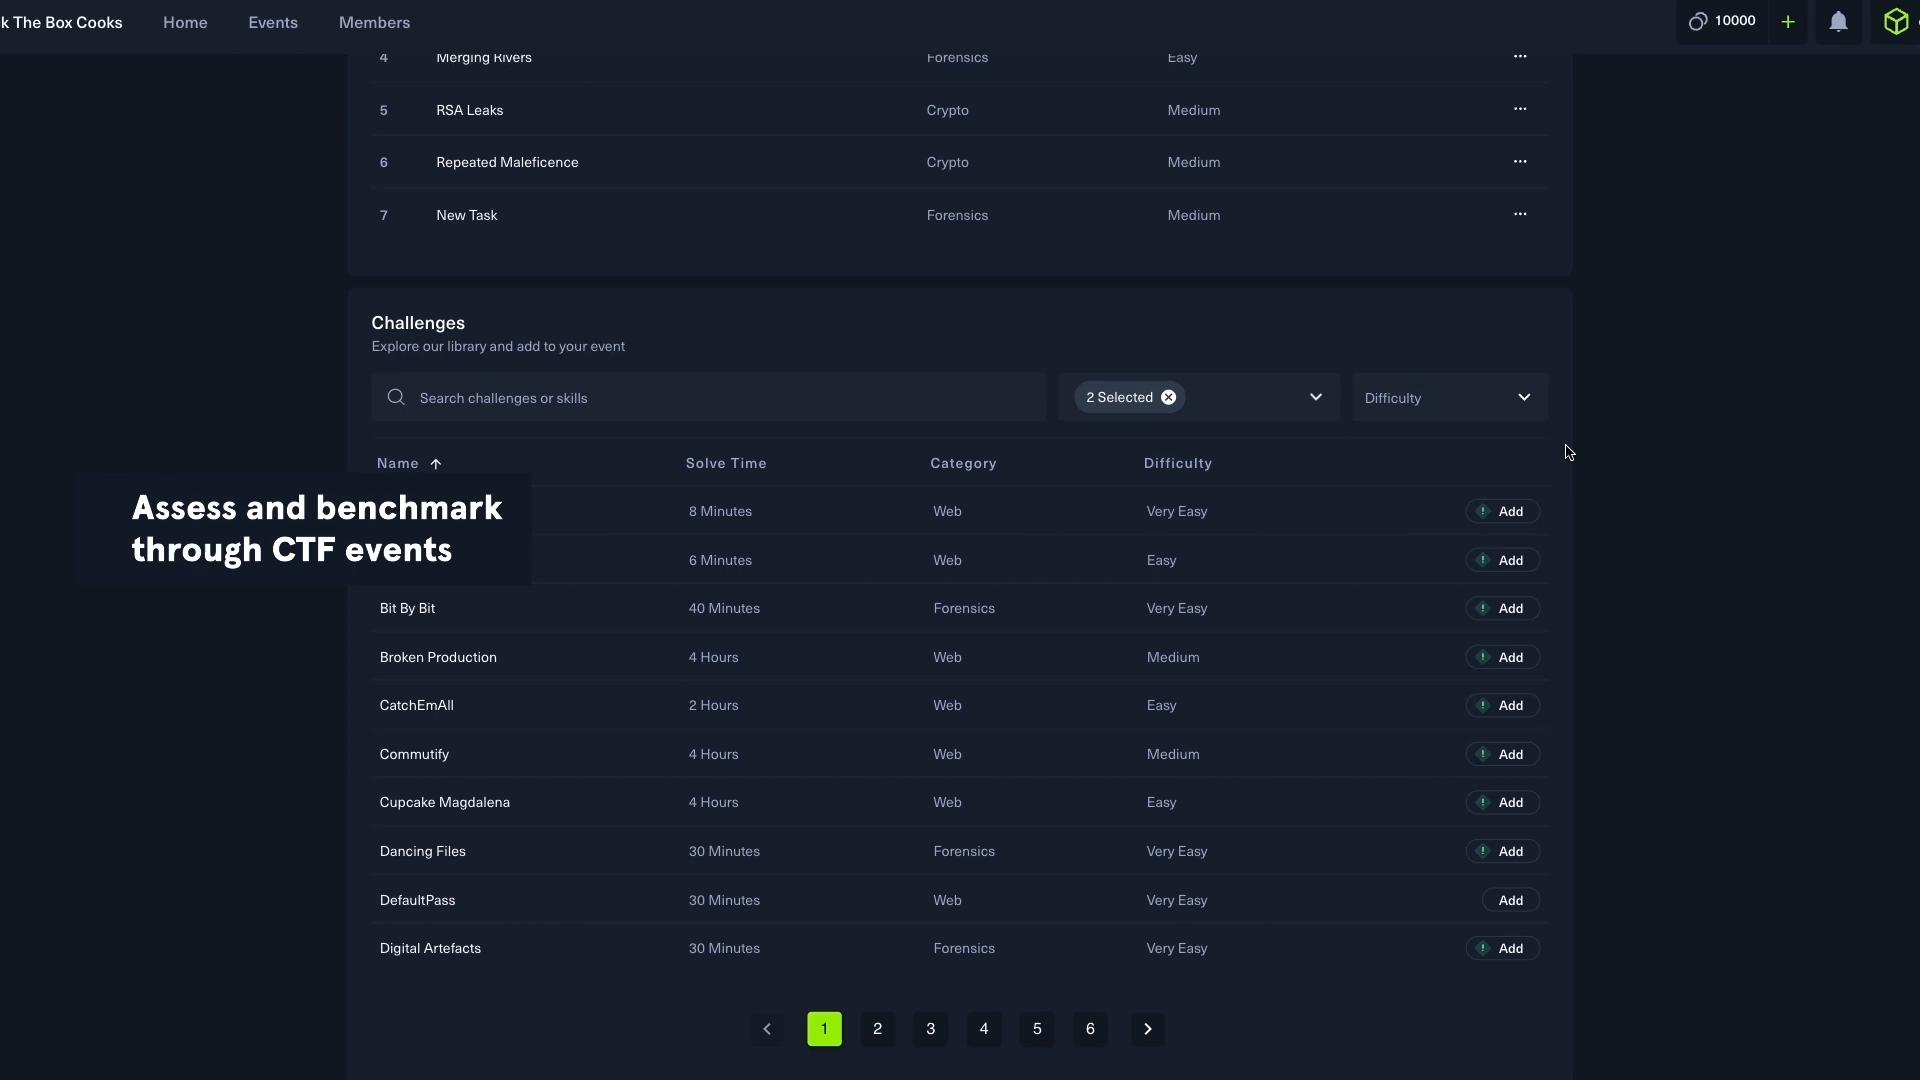 k The Box Cooks Home Events Members 10000 +
4 Merging Rivers Forensics Easy ...
5 RSA Leaks Crypto Medium ...
6 Repeated Maleficence Crypto Medium ...
7 New Task Forensics Medium ...
Challenges
Explore our library and add to your event
Search challenges or skills 2 Selected Difficulty
Name Solve Time Category Difficulty
8 Minutes Web Very Easy ! Add
Assess and benchmark
through CTF events
6 Minutes Web Easy ! Add
Bit By Bit 40 Minutes Forensics Very Easy ! Add
Broken Production 4 Hours Web Medium ! Add
CatchEmAll 2 Hours Web Easy ! Add
Commutify 4 Hours Web Medium ! Add
Cupcake Magdalena 4 Hours Web Easy ! Add
Dancing Files 30 Minutes Forensics Very Easy ! Add
DefaultPass 30 Minutes Web Very Easy Add
Digital Artefacts 30 Minutes Forensics Very Easy ! Add
1 2 3 4 5 6